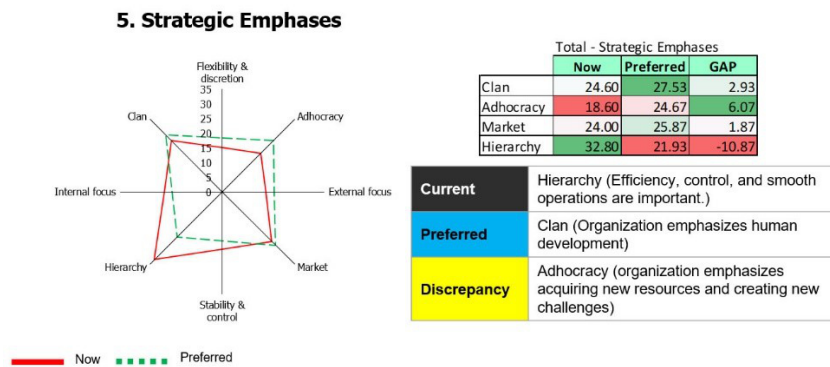 5. Strategic Emphases
Flexibility &
discretion
35
30
25
20
15
10
5
0
Clan
Adhocracy
Internal focus
External focus
Hierarchy
Market
Stability &
control
Now
Preferred
Total - Strategic Emphases
Now Preferred GAP
Clan 24.60 27.53 2.93
Adhocracy 18.60 24.67 6.07
Market 24.00 25.87 1.87
Hierarchy 32.80 21.93 -10.87
Current
Hierarchy (Efficiency, control, and smooth
operations are important.)
Preferred
Clan (Organization emphasizes human
development)
Discrepancy
Adhocracy (organization emphasizes
acquiring new resources and creating new
challenges)